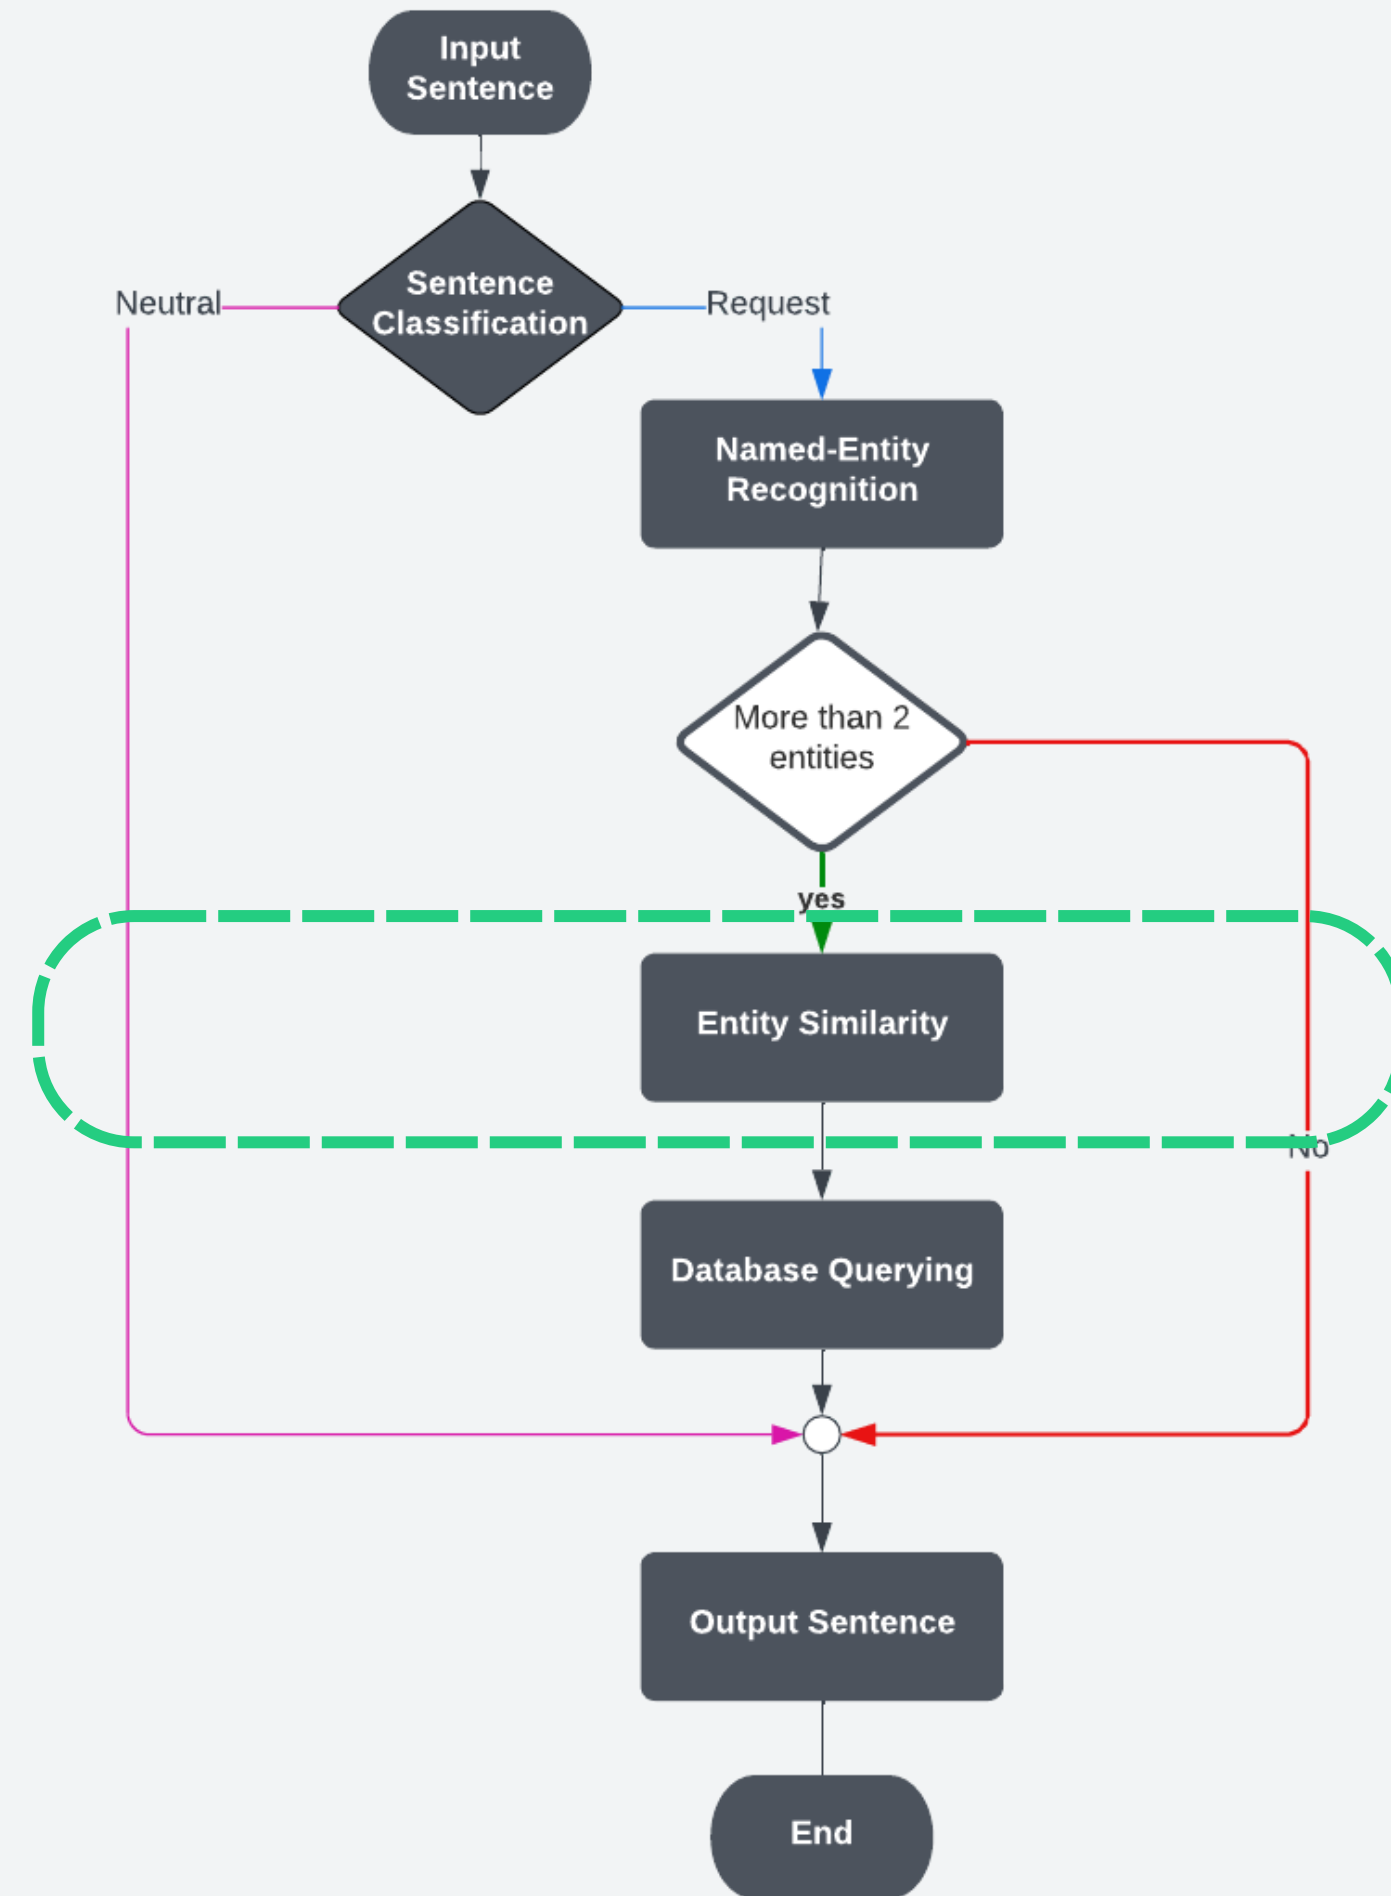 Input
Sentence
Sentence
Classification
Neutral
Request
Named-Entity
Recognition
More than 2
entities
yes
Entity Similarity
No
Database Querying
Output Sentence
End